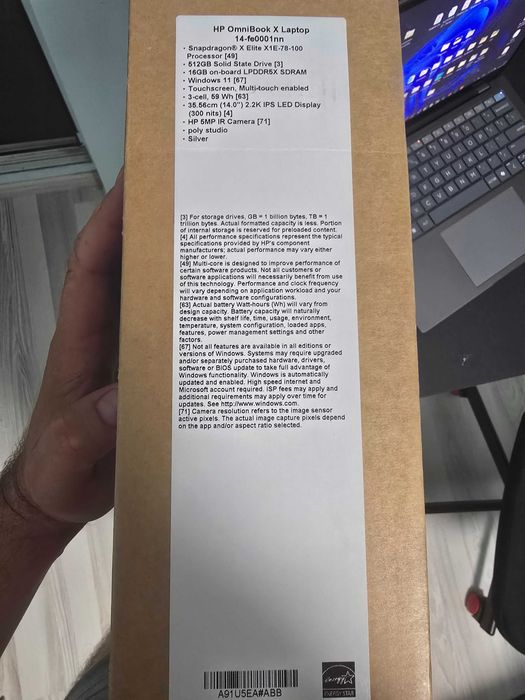 HP OmniBook X Laptop
14-fe0001nn
- Snapdragon® X Elite X1E-78-100
Processor [49]
- 512GB Solid State Drive [3]
- 16GB on-board LPDDR5X SDRAM
- Windows 11 [67]
- Touchscreen, Multi-touch enabled
- 3-cell, 59 Wh [63]
- 35.56cm (14.0") 2.2K IPS LED Display
(300 nits) [4]
- HP 5MP IR Camera [71]
- poly studio
- Silver
[3] For storage drives, GB = 1 billion bytes, TB = 1
trillion bytes. Actual formatted capacity is less. Portion
of internal storage is reserved for preloaded content.
[4] All performance specifications represent the typical
specifications provided by HP's component
manufacturers; actual performance may vary either
higher or lower.
[49] Multi-core is designed to improve performance of
certain software products. Not all customers or
software applications will necessarily benefit from use
of this technology. Performance and clock frequency
will vary depending on application workload and your
hardware and software configurations.
[63] Actual battery Watt-hours (Wh) will vary from
design capacity. Battery capacity will naturally
decrease with shelf life, time, usage, environment,
temperature, system configuration, loaded apps,
features, power management settings and other
factors.
[67] Not all features are available in all editions or
versions of Windows. Systems may require upgraded
and/or separately purchased hardware, drivers,
software or BIOS update to take full advantage of
Windows functionality. Windows is automatically
updated and enabled. High speed internet and
Microsoft account required. ISP fees may apply and
additional requirements may apply over time for
updates. See http://www.windows.com.
[71] Camera resolution refers to the image sensor
active pixels. The actual image capture pixels depend
on the app and/or aspect ratio selected.
A91U5EA#ABB
energy
ENERGY STAR